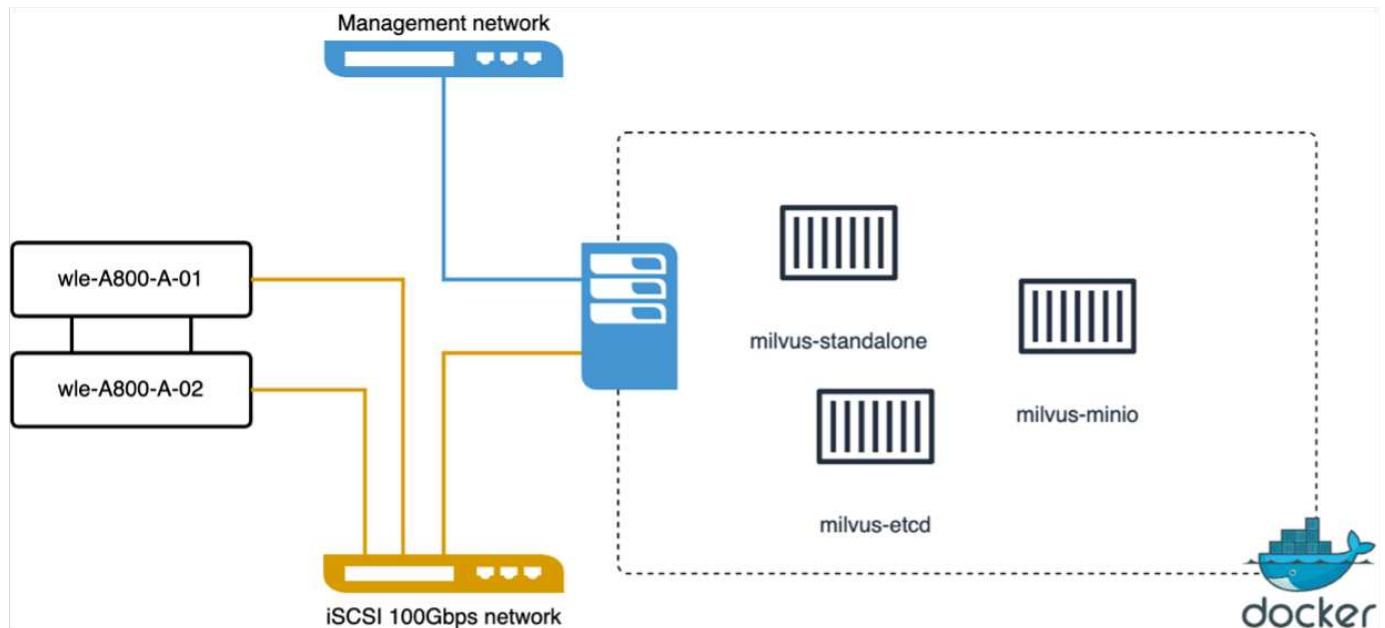 Management network
wle-A800-A-01
wle-A800-A-02
milvus-standalone
milvus-minio
milvus-etcd
iSCSI 100Gbps network
docker